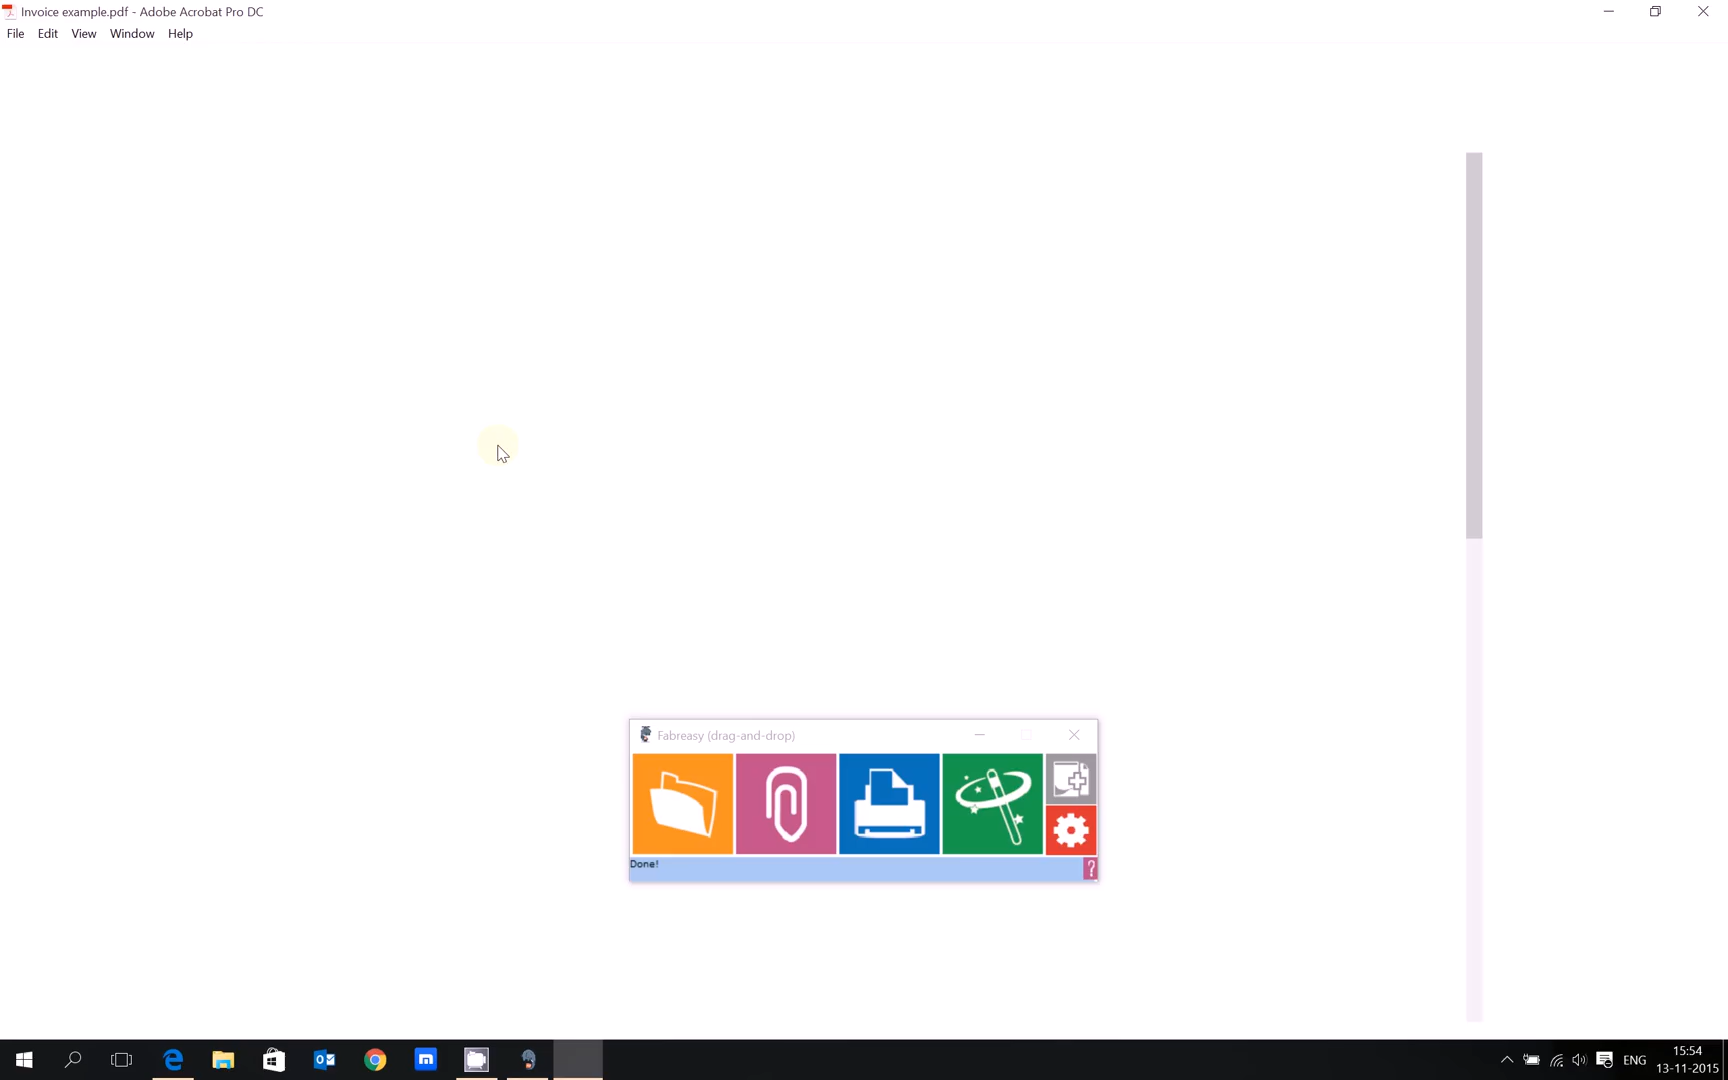 Invoice example.pdf - Adobe Acrobat Pro DC
File Edit View Window Help
Fabreasy (drag-and-drop)
Done!
?
ENG
15:54
13-11-2015